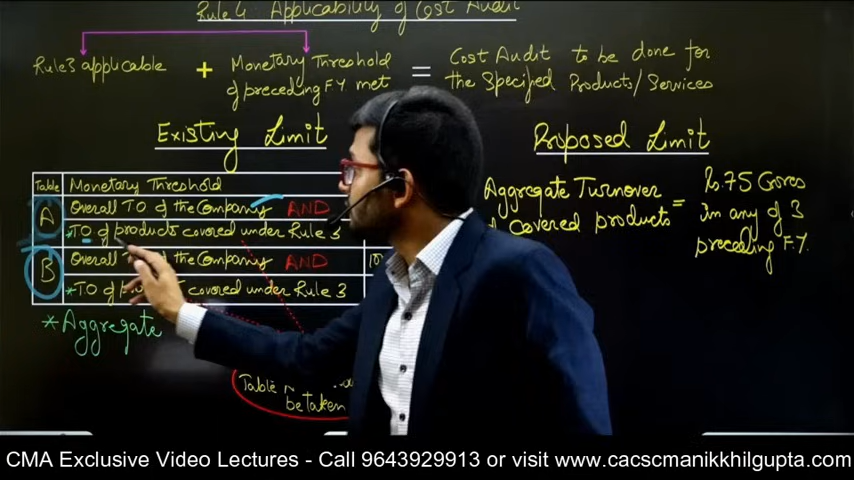 Rule 4: Applicability of Cost Audit
Rule 3 applicable + Monetary Threshold of preceding FY met = Cost Audit to be done for the Specified Products/Services
Existing Limit
Table Monetary Threshold
A Overall TO of the Company AND
*TO of products covered under Rule 3
B Overall the Company AND
*TO of covered under Rule 3
*Aggregate
Table
be taken
Proposed Limit
Aggregate Turnover
covered products = Rs.75 Crores
in any of 3
preceding F.Y.
CMA Exclusive Video Lectures - Call 9643929913 or visit www.cacscmanikkhilgupta.com